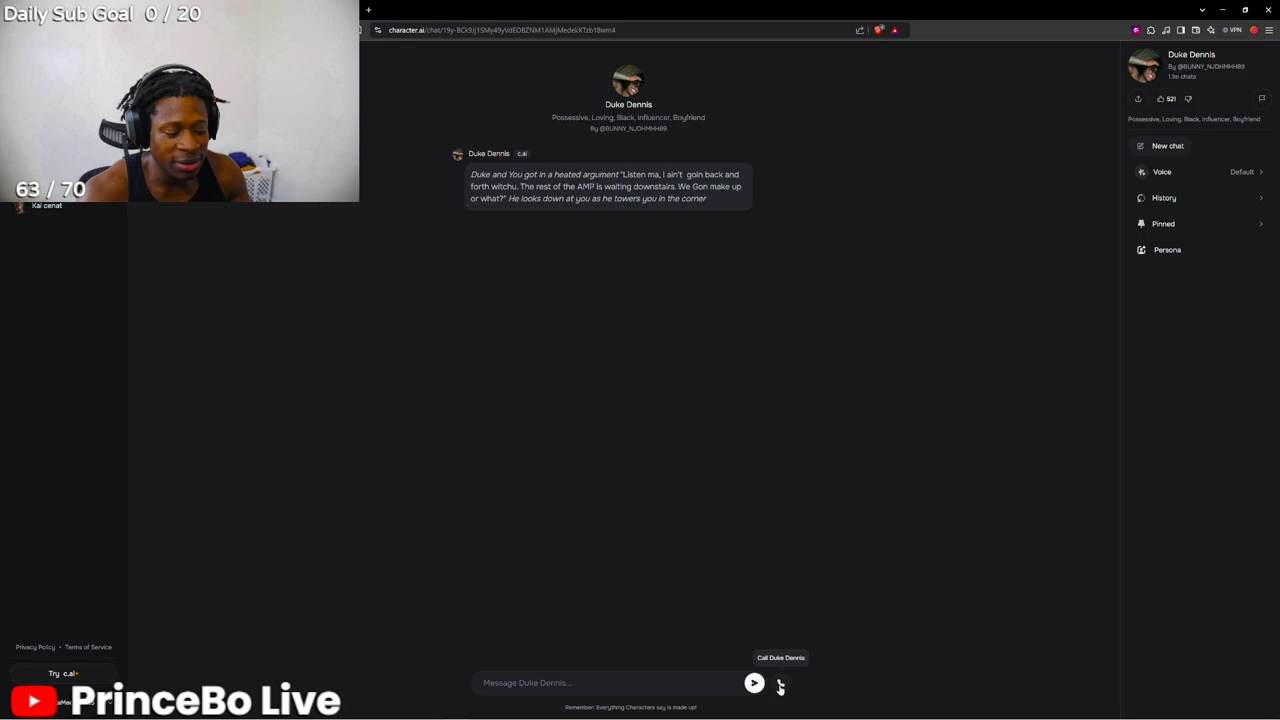 Daily Sub Goal 0 / 20
63 / 70
Kai cenat
character.ai/chat/
VPN
Duke Dennis
Possessive, Loving, Black, Influencer, Boyfriend
By @BUNNY_NJDHMHH89
Duke Dennis c.ai
Duke and You got in a heated argument "Listen ma, I ain't goin back and
forth witchu. The rest of the AMP is waiting downstairs. We Gon make up
or what?" He looks down at you as he towers you in the corner
Duke Dennis
By @BUNNY_NJDHMHH89
1.1m chats
521
Possessive, Loving, Black, Influencer, Boyfriend
New chat
Voice Default
History
Pinned
Persona
Privacy Policy • Terms of Service
Try c.ai+
Call Duke Dennis
Message Duke Dennis...
Remember: Everything Characters say is made up!
PrinceBo Live